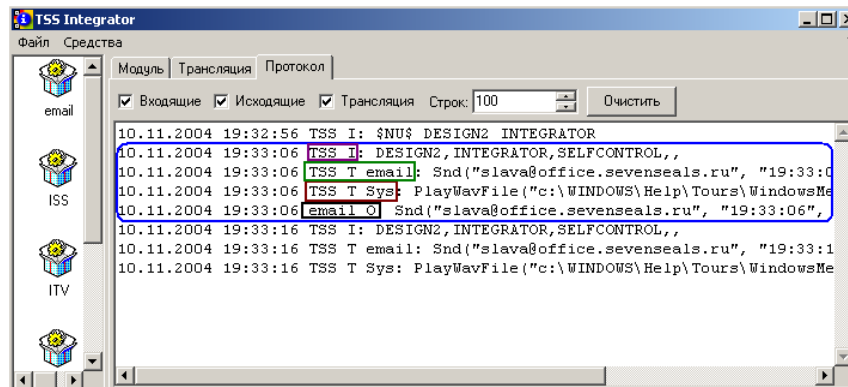 TSS Integrator
Файл Средства
Модуль Трансляция Протокол
Входящие Исходящие Трансляция Строк: 100 Очистить
email
ISS
ITV
10.11.2004 19:32:56 TSS I: $NU$ DESIGN2 INTEGRATOR
10.11.2004 19:33:06 TSS I: DESIGN2,INTEGRATOR,SELFCONTROL,,
10.11.2004 19:33:06 TSS T email: Snd("slava@office.sevenseals.ru", "19:33:0
10.11.2004 19:33:06 TSS T Sys: PlayWavFile("c:\WINDOWS\Help\Tours\WindowsMe
10.11.2004 19:33:06 email O Snd("slava@office.sevenseals.ru", "19:33:06",
10.11.2004 19:33:16 TSS I: DESIGN2,INTEGRATOR,SELFCONTROL,,
10.11.2004 19:33:16 TSS T email: Snd("slava@office.sevenseals.ru", "19:33:1
10.11.2004 19:33:16 TSS T Sys: PlayWavFile("c:\WINDOWS\Help\Tours\WindowsMe